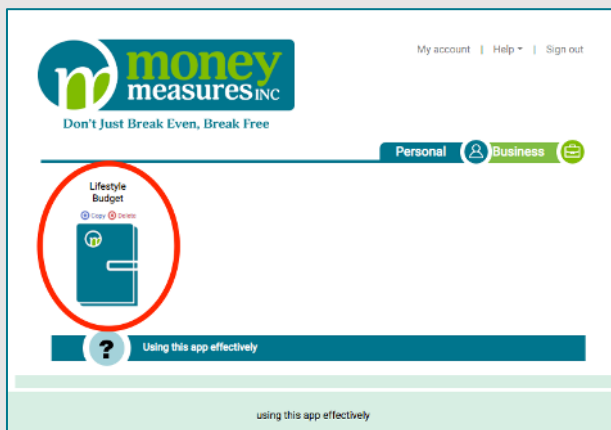 My account | Help | Sign out
m money
measures INC
Don't Just Break Even, Break Free
Personal Business
Lifestyle
Budget
Copy Delete
m
? Using this app effectively
using this app effectively